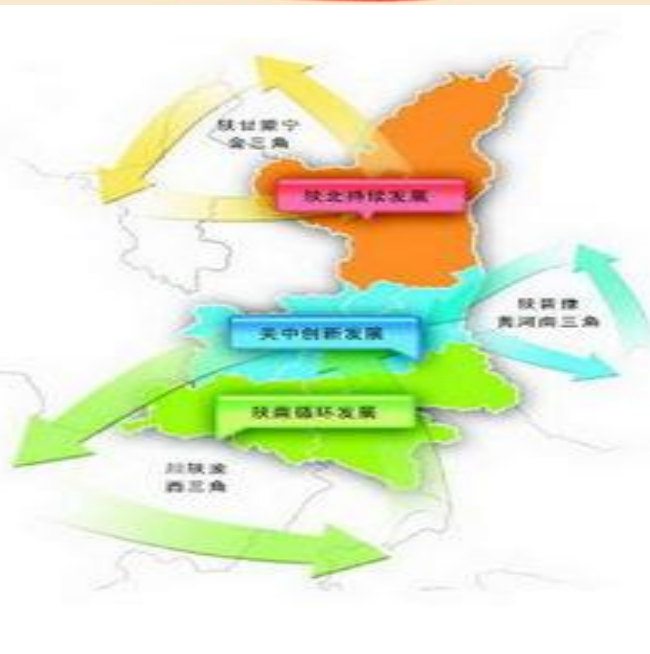 陕甘蒙宁
金三角
陕北持续发展
陕晋豫
黄河金三角
关中创新发展
陕南循环发展
川陕渝
西三角